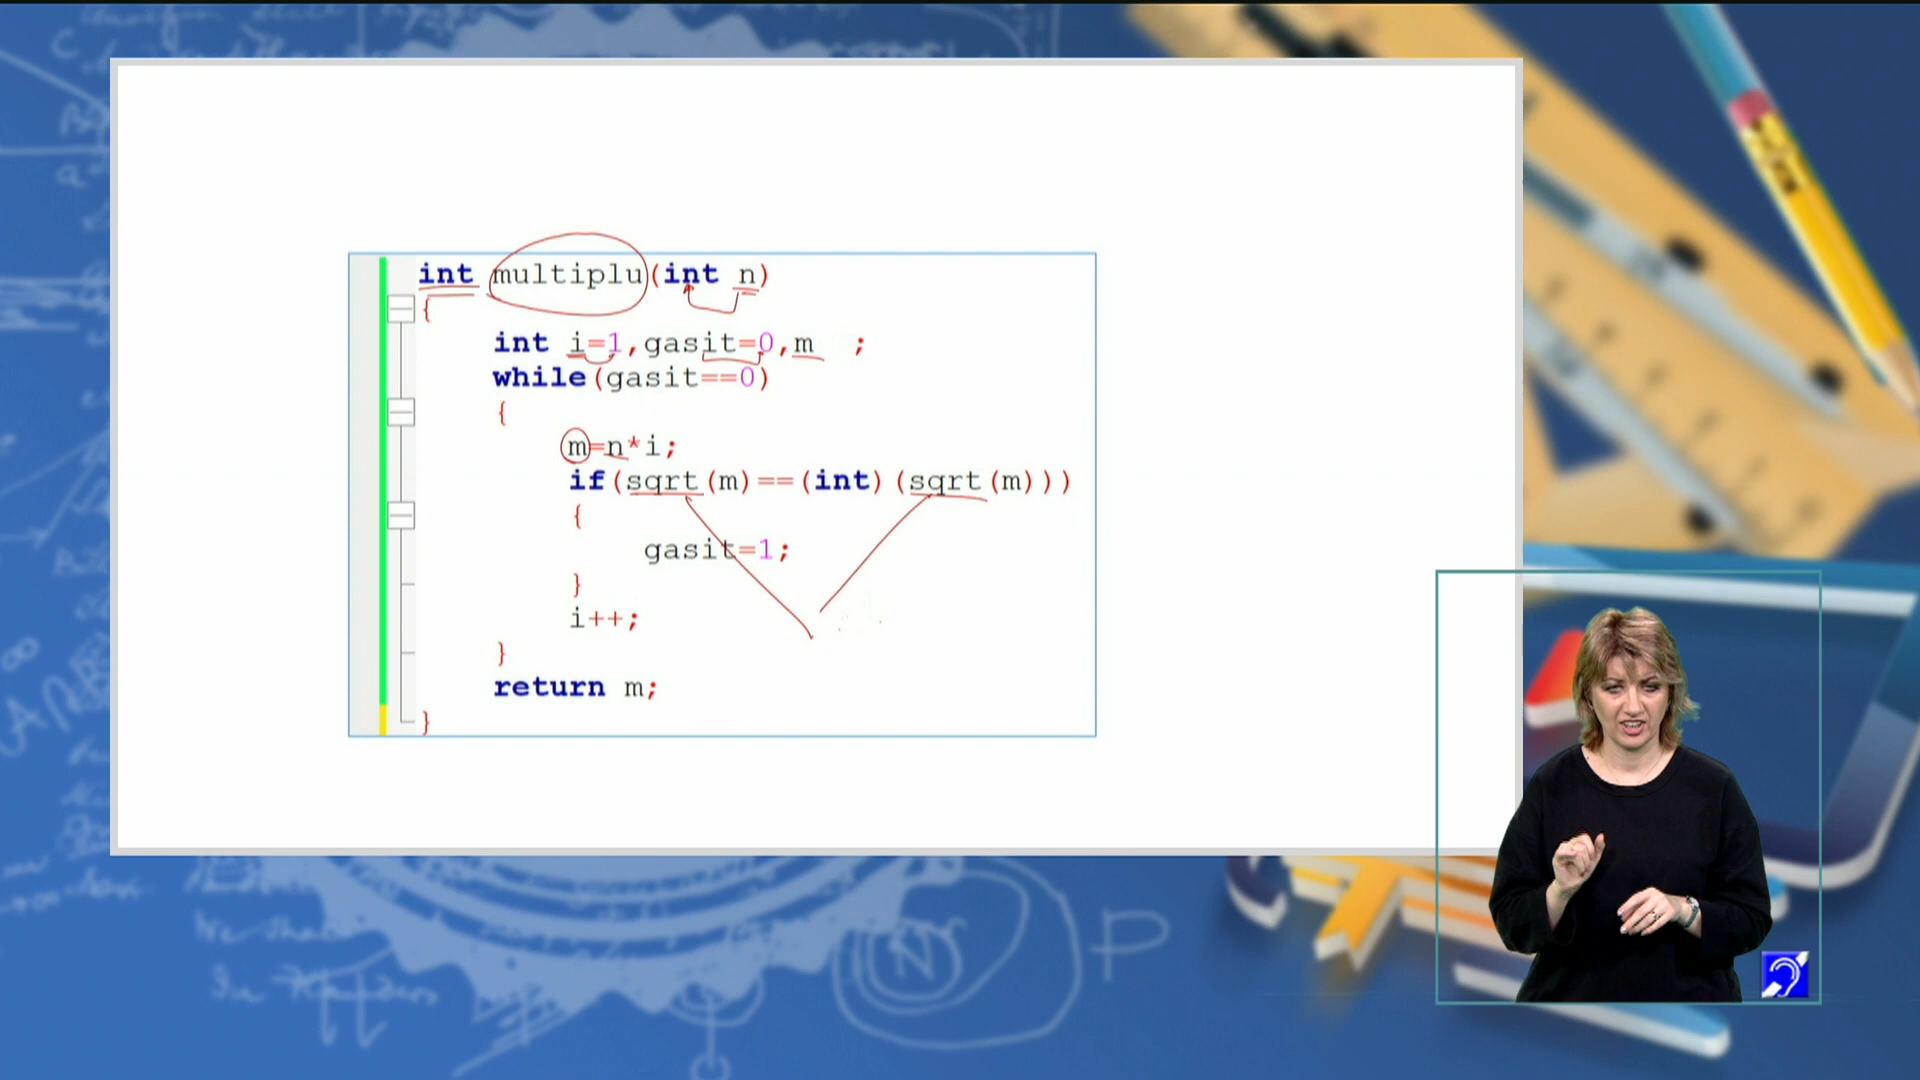 int multiplu(int n)
{
int i=1,gasit=0,m ;
while(gasit==0)
{
m=n*i;
if(sqrt(m)==(int)(sqrt(m)))
{
gasit=1;
}
i++;
}
return m;
}
N
P